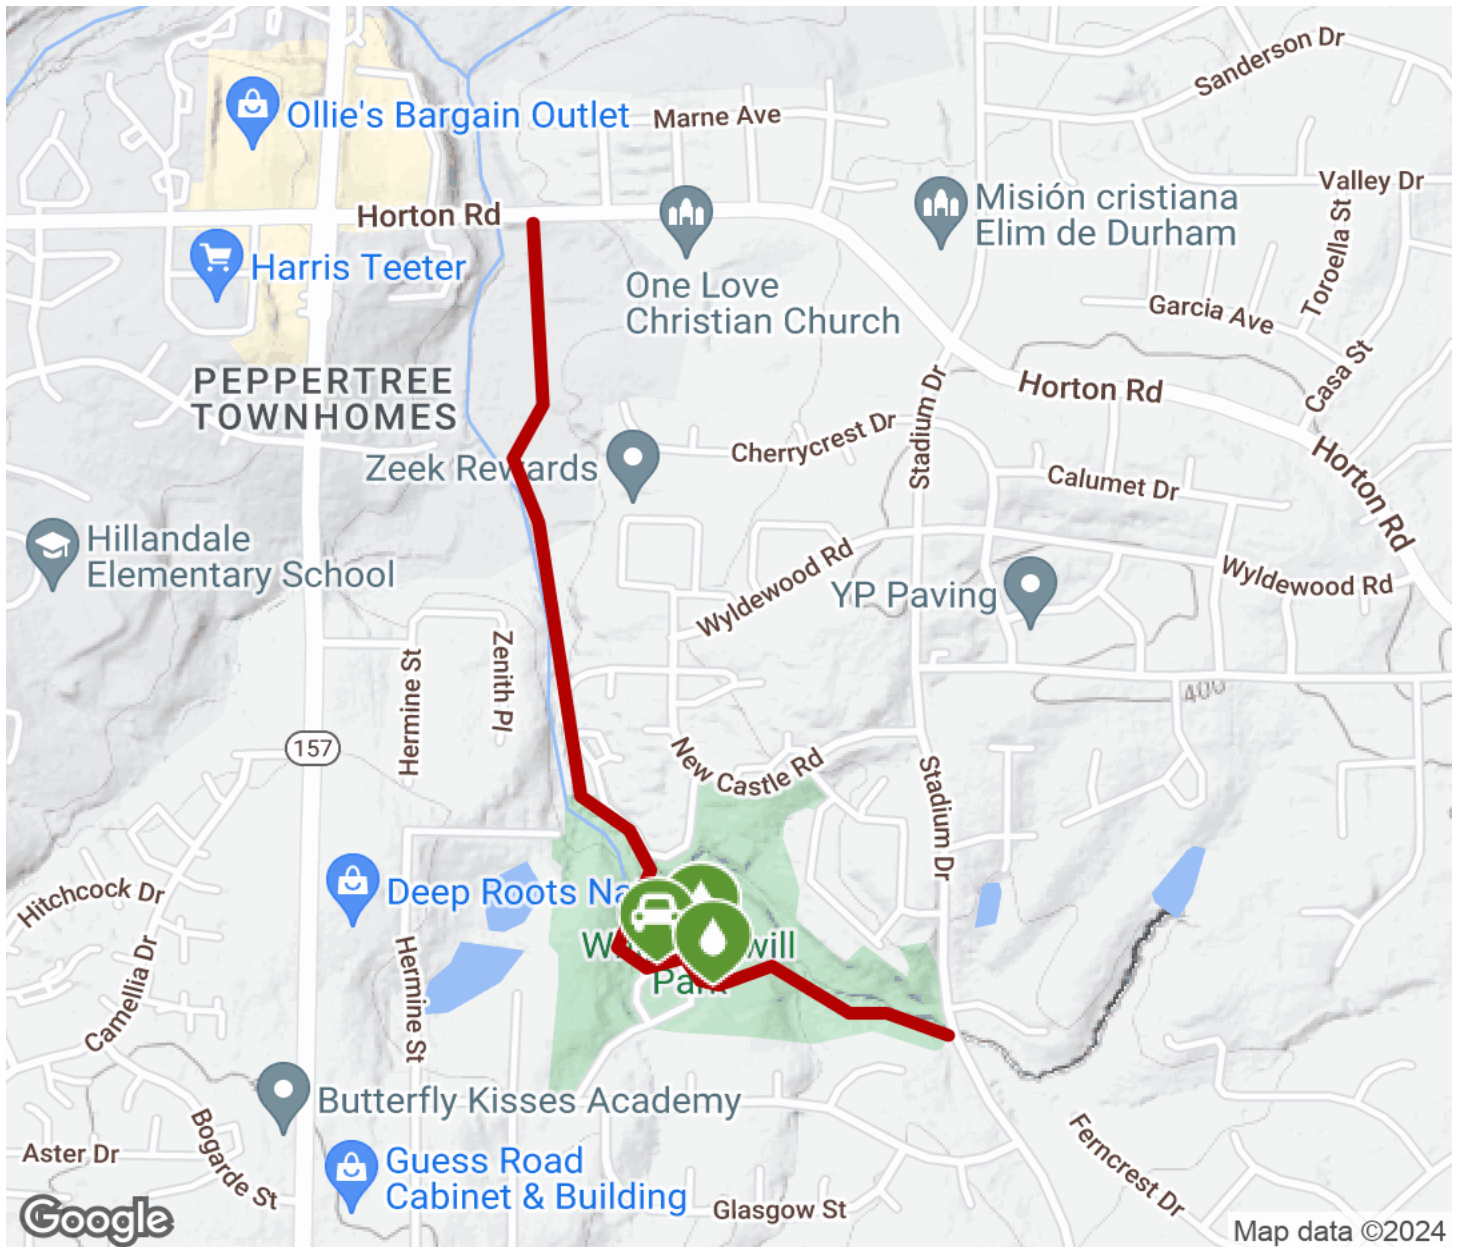 Sanderson Dr
Ollie's Bargain Outlet
Marne Ave
Valley Dr
Horton Rd
Misión cristiana
Elim de Durham
Toroella St
Harris Teeter
One Love
Christian Church
Garcia Ave
Casa St
PEPPERTREE
TOWNHOMES
Horton Rd
Stadium Dr
Cherrycrest Dr
Zeek Rewards
Calumet Dr
Horton Rd
Hillandale
Elementary School
Wyldewood Rd
YP Paving
Wyldewood Rd
Zenith Pl
Hermine St
400
157
New Castle Rd
Stadium Dr
Deep Roots Na
Hitchcock Dr
will
Park
Hermine St
Camellia Dr
Butterfly Kisses Academy
Bogarde St
Aster Dr
Ferncrest Dr
Guess Road
Cabinet & Building
Glasgow St
Google
Map data ©2024